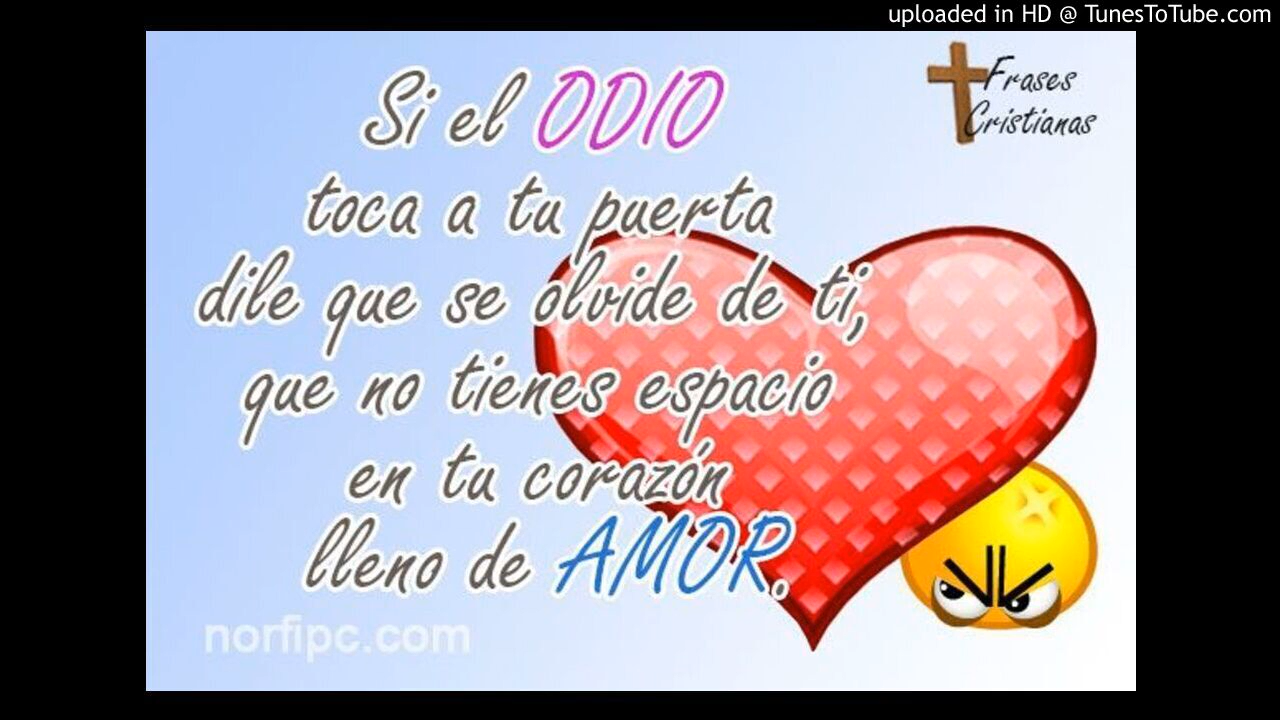 uploaded in HD @ TunesToTube.com
Frases
Cristianas
Si el ODIO
toca a tu puerta
dile que se olvide de ti,
que no tienes espacio
en tu corazón
lleno de AMOR.
norfipc.com